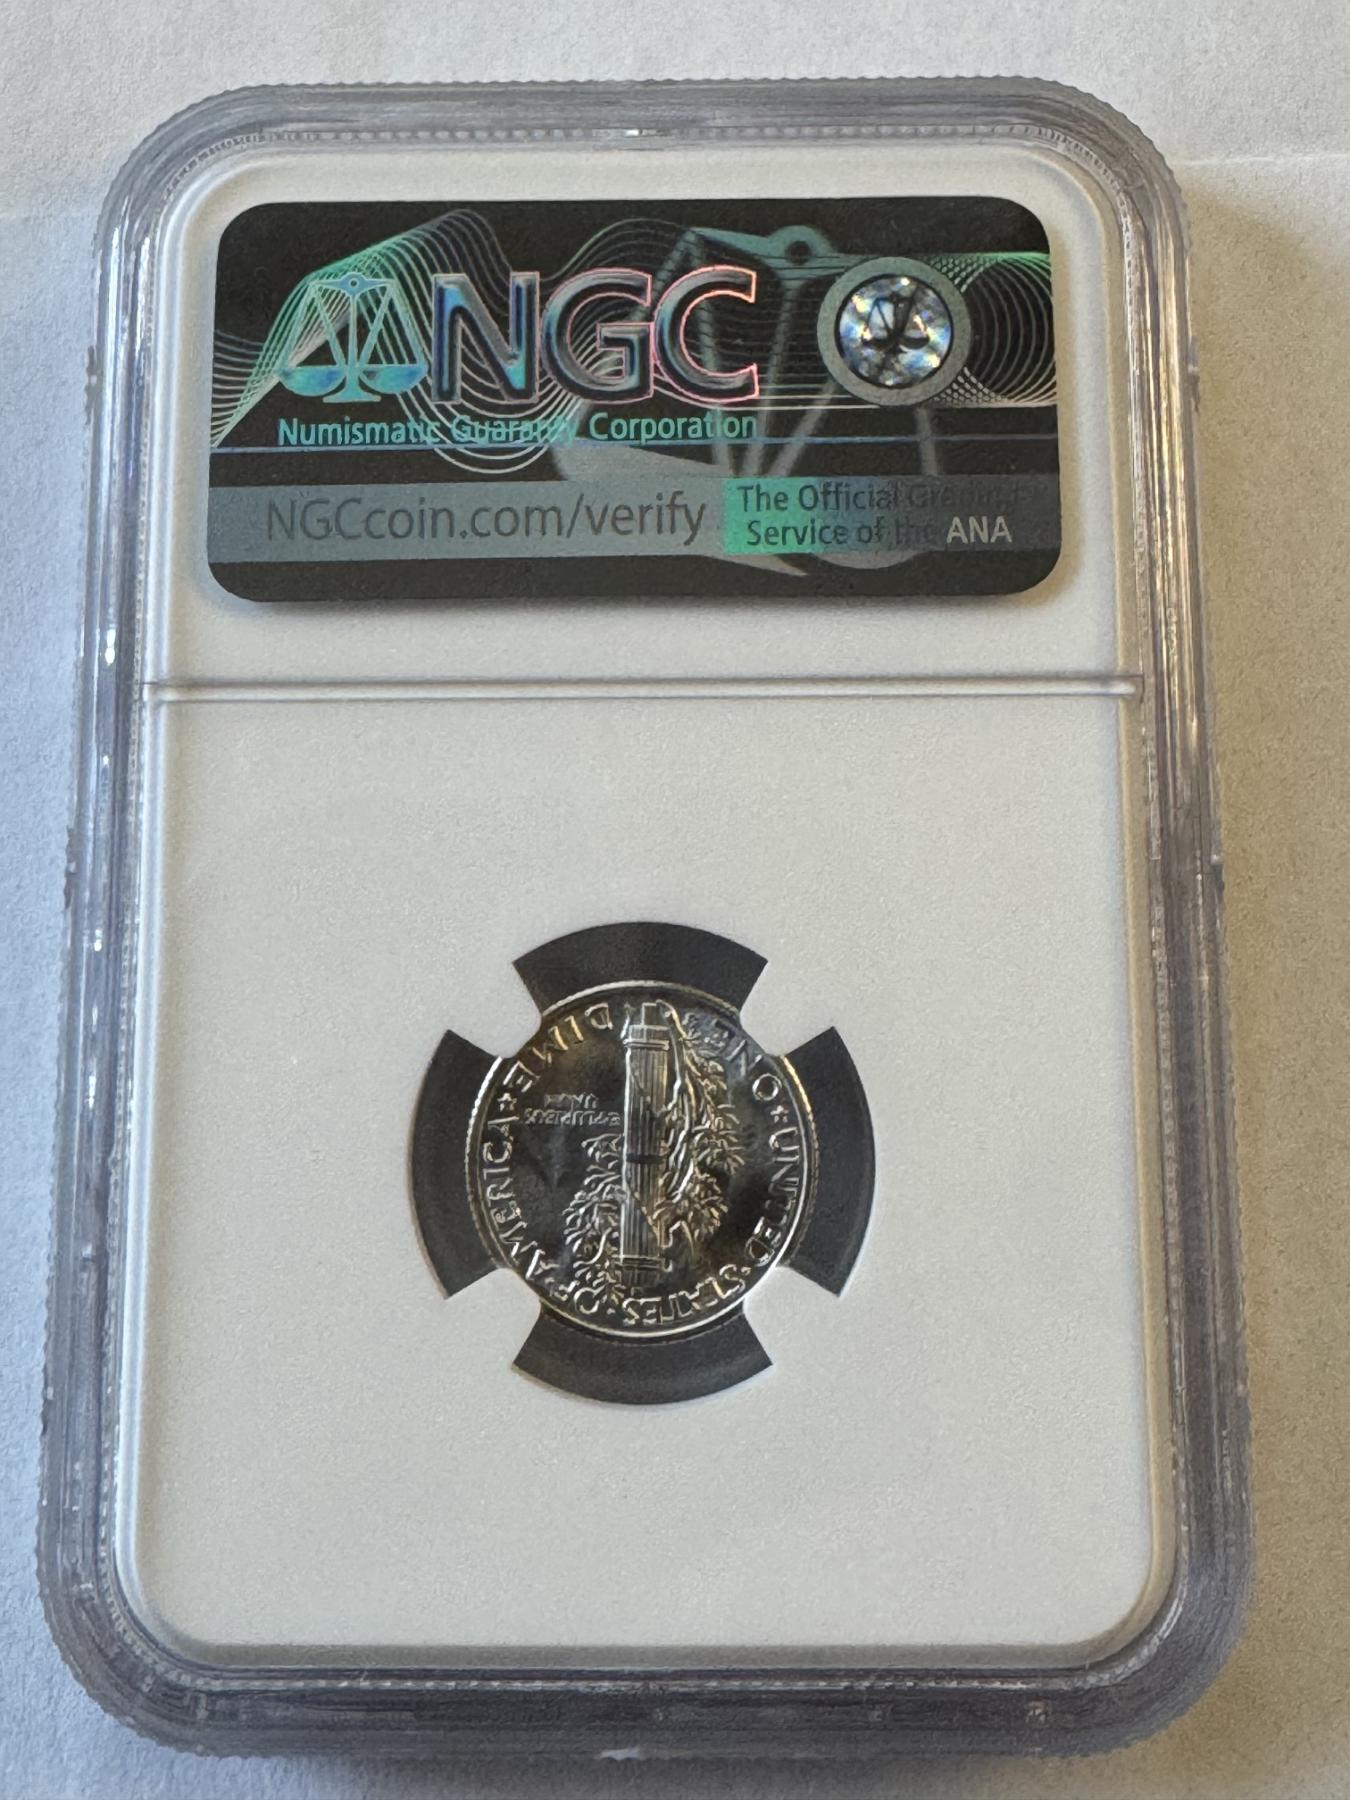 NGC
Numismatic Guaranty Corporation
NGCcoin.com/verify
The Official Grading
Service of the ANA
UNITED·STATES·OF·AMERICA
ONE DIME
E·PLURIBUS
UNUM